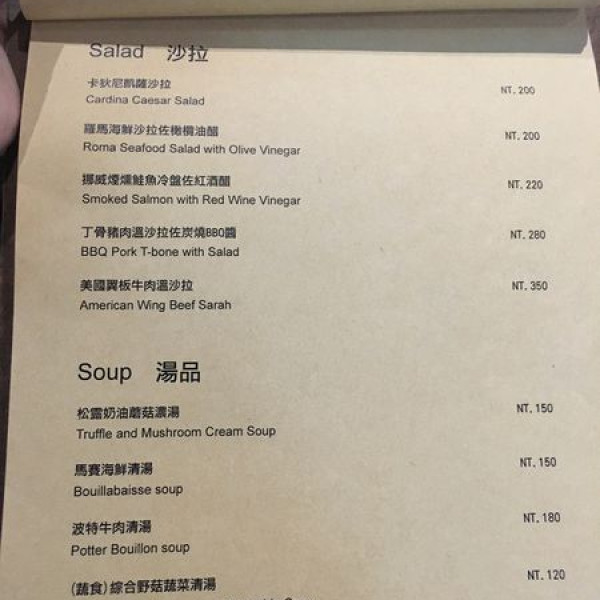 Salad 沙拉
卡狄尼凱薩沙拉 NT.200
Cardina Caesar Salad
羅馬海鮮沙拉佐橄欖油醋 NT.200
Roma Seafood Salad with Olive Vinegar
挪威煙燻鮭魚冷盤佐紅酒醋 NT.220
Smoked Salmon with Red Wine Vinegar
丁骨豬肉溫沙拉佐炭燒BBQ醬 NT.280
BBQ Pork T-bone with Salad
美國翼板牛肉溫沙拉 NT.350
American Wing Beef Sarah
Soup 湯品
松露奶油蘑菇濃湯 NT.150
Truffle and Mushroom Cream Soup
馬賽海鮮清湯 NT.150
Bouillabaisse soup
波特牛肉清湯 NT.180
Potter Bouillon soup
(蔬食)綜合野菇蔬菜清湯 NT.120